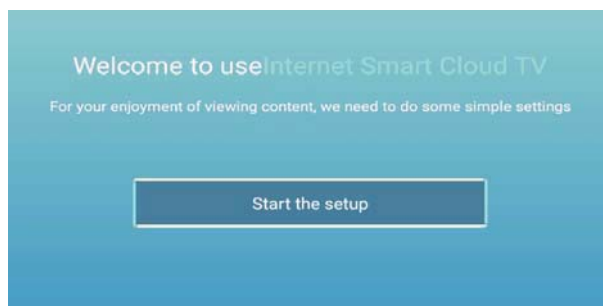 Welcome to useInternet Smart Cloud TV
For your enjoyment of viewing content, we need to do some simple settings
Start the setup